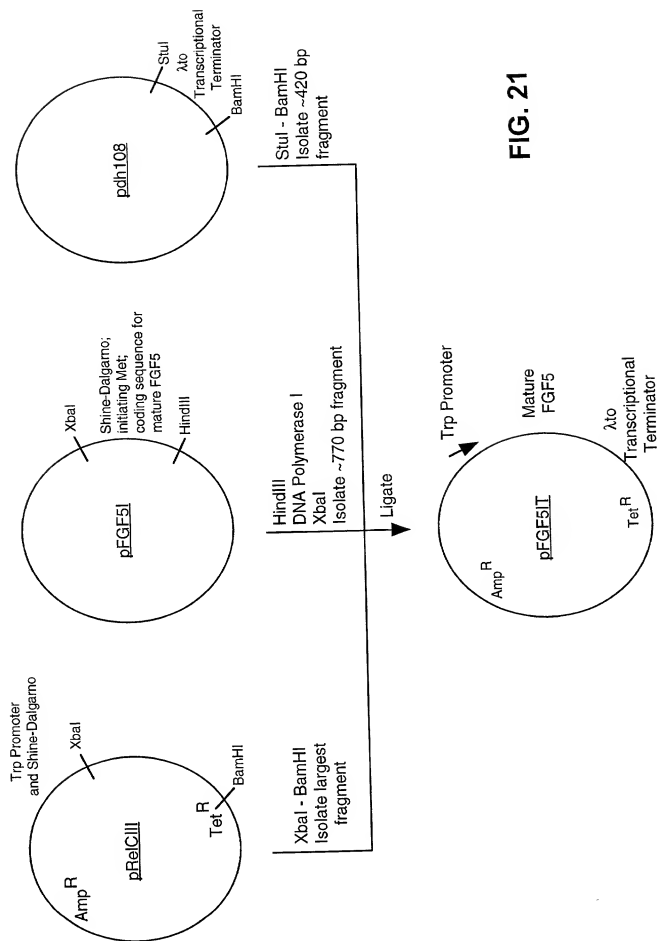 Trp Promoter
and Shine-Dalgarno
XbaI
Amp R
pRelCIII
Tet R
BamHI
XbaI - BamHI
Isolate largest
fragment
XbaI
Shine-Dalgarno;
initiating Met;
coding sequence for
mature FGF5
pFGF5I
HindIII
HindIII
DNA Polymerase I
XbaI
Isolate ~770 bp fragment
StuI
λto
Transcriptional
Terminator
pdh108
BamHI
StuI - BamHI
Isolate ~420 bp
fragment
Ligate
Trp Promoter
Amp R
pFGF5IT
Mature
FGF5
Tet R
λto
Transcriptional
Terminator
FIG. 21